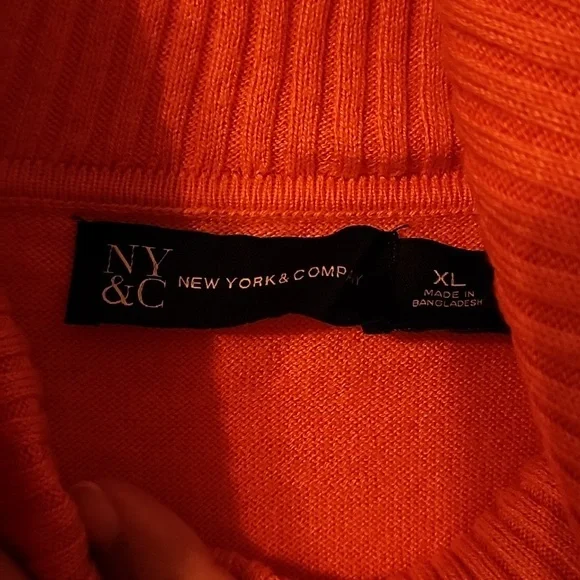 NY
&C
NEW YORK & COMPANY
XL
MADE IN
BANGLADESH